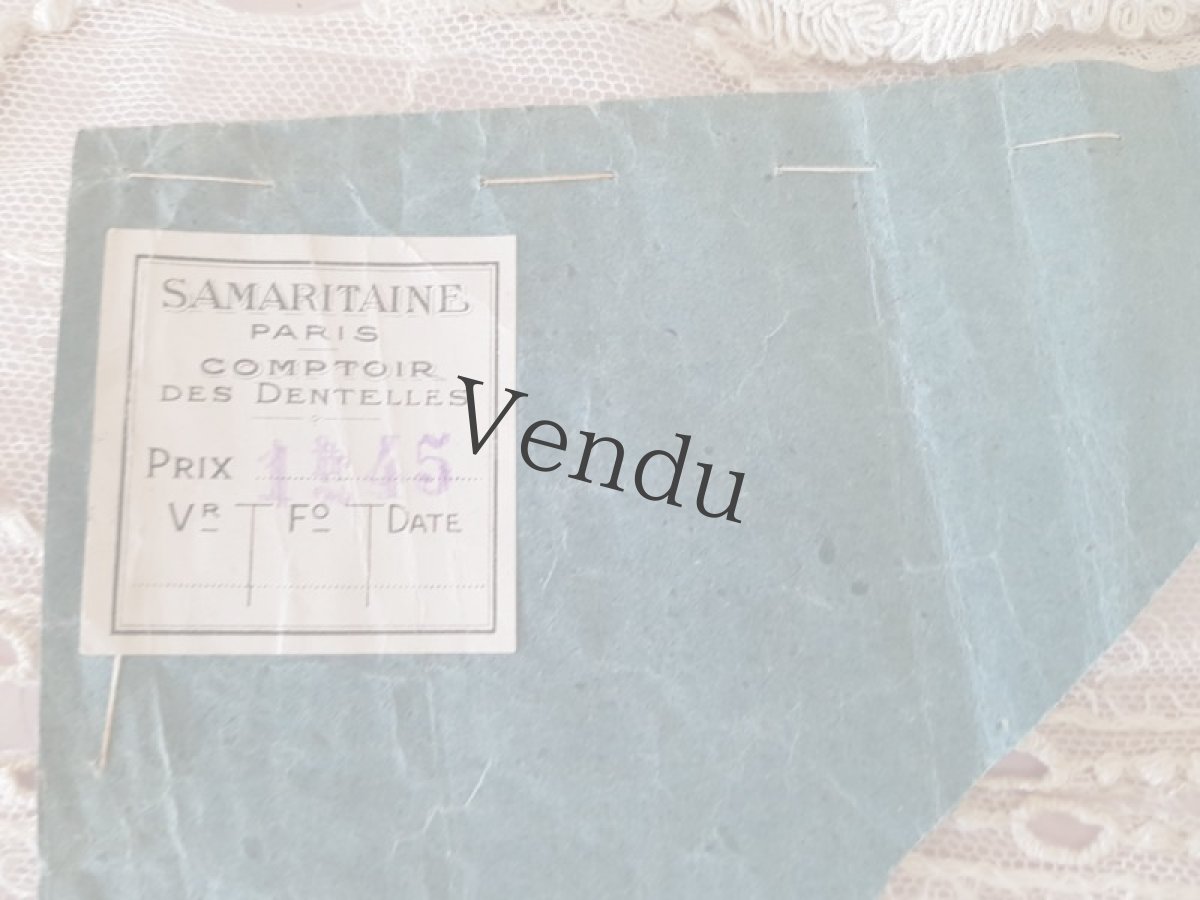 SAMARITAINE
PARIS
COMPTOIR
DES DENTELLES
PRIX
VR FO DATE
Vendu